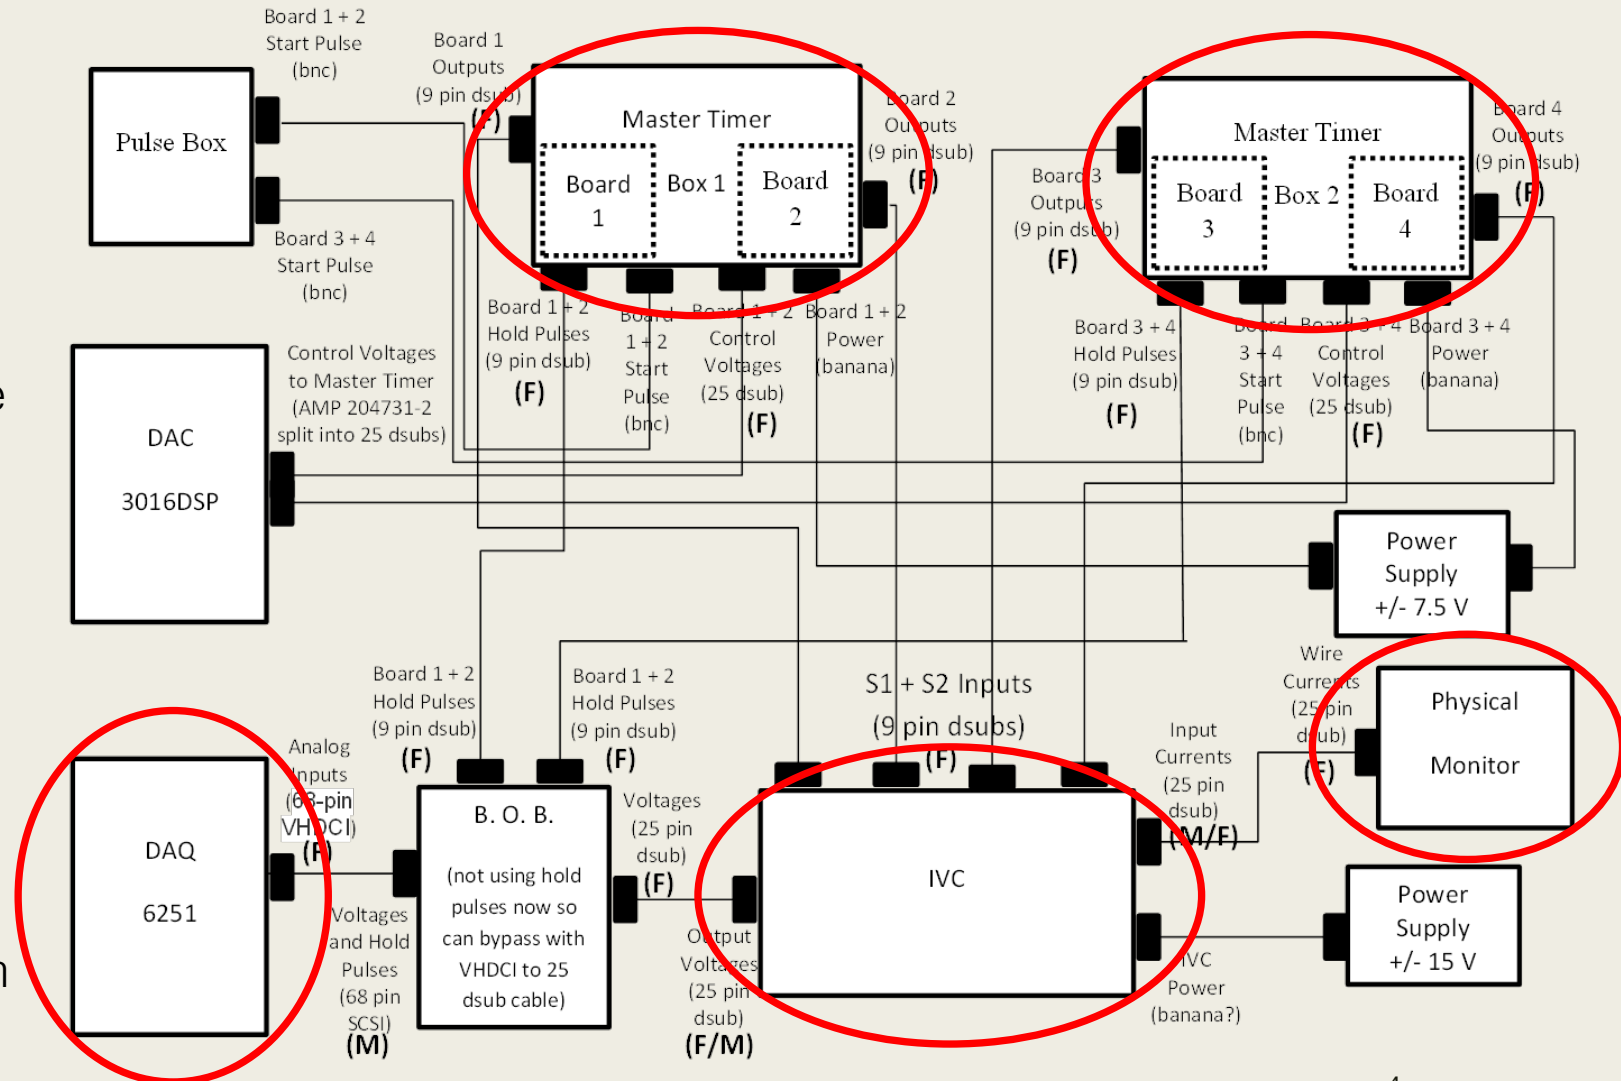 Board 1 + 2
Start Pulse
(bnc)
Pulse Box
Board 3 + 4
Start Pulse
(bnc)
Board 1
Outputs
(9 pin dsub)
(F)
Master Timer
Board
1
Box 1
Board
2
Board 2
Outputs
(9 pin dsub)
(F)
Board 3
Outputs
(9 pin dsub)
(F)
Master Timer
Board
3
Box 2
Board
4
Board 4
Outputs
(9 pin dsub)
(F)
Board 1 + 2
Hold Pulses
(9 pin dsub)
(F)
Board
1 + 2
Start
Pulse
(bnc)
Board 1 + 2
Control
Voltages
(25 dsub)
(F)
Board 1 + 2
Power
(banana)
Board 3 + 4
Hold Pulses
(9 pin dsub)
(F)
Board
3 + 4
Start
Pulse
(bnc)
Board 3 + 4
Control
Voltages
(25 dsub)
(F)
Board 3 + 4
Power
(banana)
e
DAC
3016DSP
Control Voltages
to Master Timer
(AMP 204731-2
split into 25 dsubs)
Power
Supply
+/- 7.5 V
Board 1 + 2
Hold Pulses
(9 pin dsub)
(F)
Board 1 + 2
Hold Pulses
(9 pin dsub)
(F)
S1 + S2 Inputs
(9 pin dsubs)
(F)
Wire
Currents
(25 pin
dsub)
(F)
Physical
Monitor
Input
Currents
(25 pin
dsub)
(M/F)
DAQ
6251
Analog
Inputs
(68-pin
VHDCI)
(F)
Voltages
and Hold
Pulses
(68 pin
SCSI)
(M)
B. O. B.
(not using hold
pulses now so
can bypass with
VHDCI to 25
dsub cable)
Voltages
(25 pin
dsub)
(F)
Output
Voltages
(25 pin
dsub)
(F/M)
IVC
IVC
Power
(banana?)
Power
Supply
+/- 15 V
n